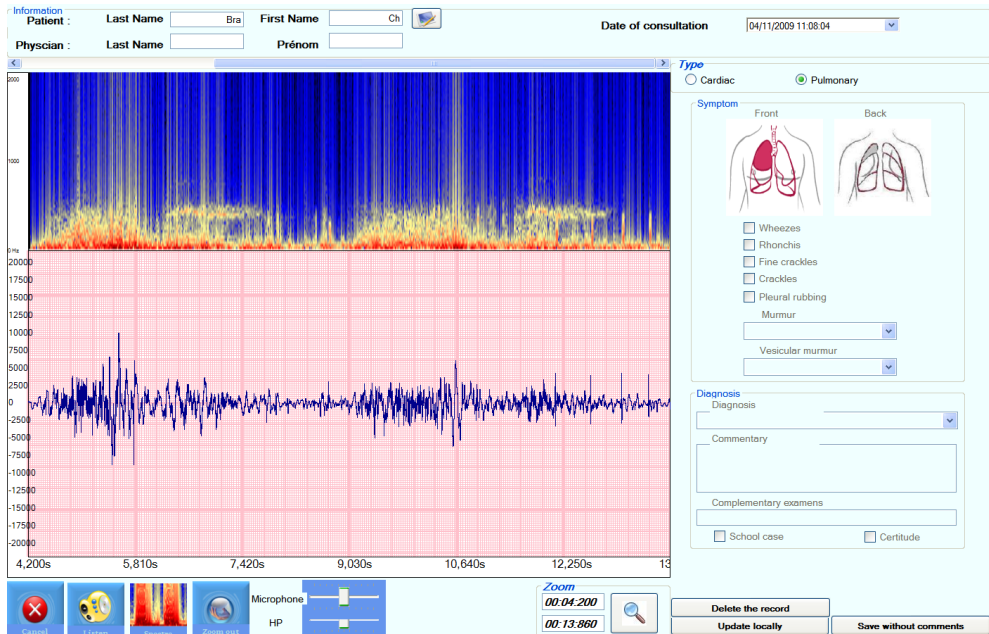 Information
Patient : Last Name Bra First Name Ch
Date of consultation 04/11/2009 11:08:04
Physcian : Last Name Prénom
Type
Cardiac Pulmonary
Symptom
Front Back
Wheezes
Rhonchis
Fine crackles
Crackles
Pleural rubbing
Murmur
Vesicular murmur
Diagnosis
Diagnosis
Commentary
Complementary examens
School case Certitude
2000
1000
0 Hs
20000
17500
15000
12500
10000
7500
5000
2500
0
-2500
-5000
-7500
-10000
-12500
-15000
-17500
-20000
4,200s 5,810s 7,420s 9,030s 10,640s 12,250s 13
Cancel Listen Spectre Zoom out
Microphone
HP
Zoom
00:04:200
00:13:860
Delete the record
Update locally Save without comments